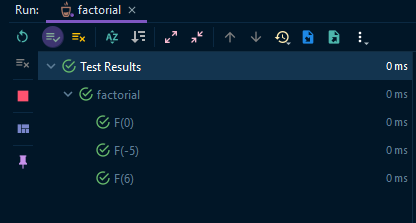 Run: factorial
Test Results 0 ms
factorial 0 ms
F(0) 0 ms
F(-5) 0 ms
F(6) 0 ms